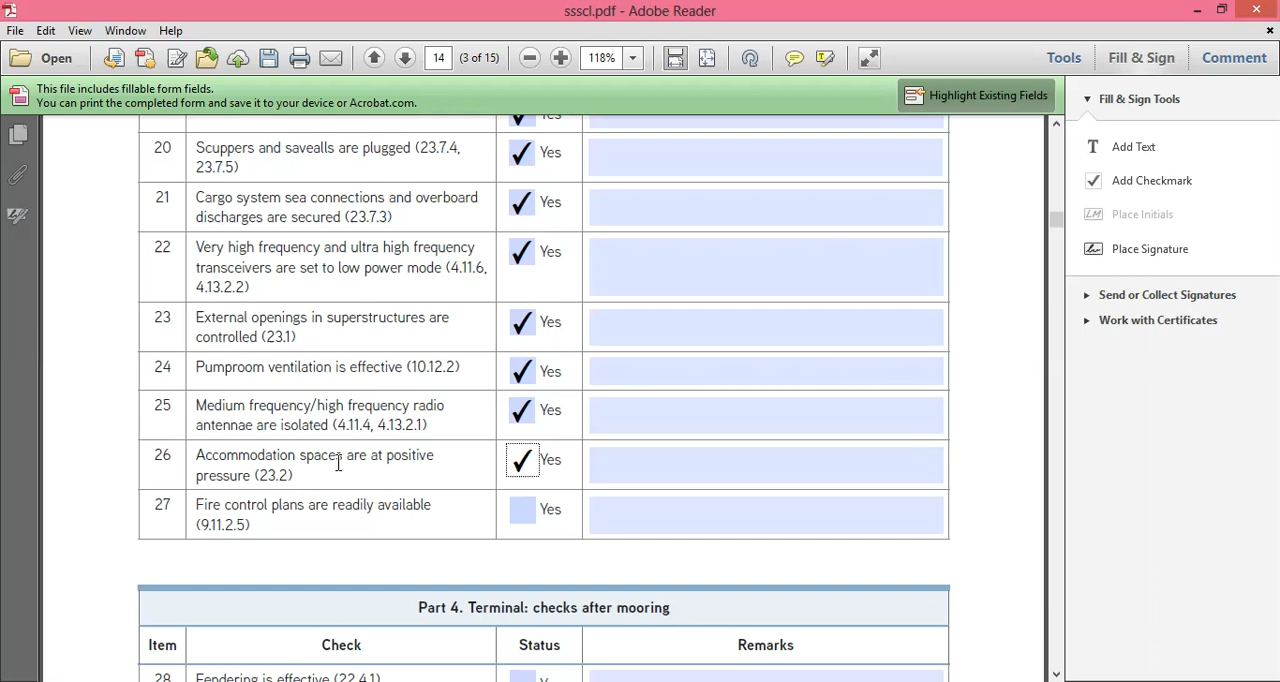 ssscl.pdf - Adobe Reader
File Edit View Window Help
Open 14 (3 of 15) 118% Tools Fill & Sign Comment
This file includes fillable form fields.
You can print the completed form and save it to your device or Acrobat.com.
Highlight Existing Fields
Fill & Sign Tools
Add Text
Add Checkmark
Place Initials
Place Signature
Send or Collect Signatures
Work with Certificates
Yes
20 Scuppers and savealls are plugged (23.7.4, Yes
23.7.5)
21 Cargo system sea connections and overboard Yes
discharges are secured (23.7.3)
22 Very high frequency and ultra high frequency Yes
transceivers are set to low power mode (4.11.6,
4.13.2.2)
23 External openings in superstructures are Yes
controlled (23.1)
24 Pumproom ventilation is effective (10.12.2) Yes
25 Medium frequency/high frequency radio Yes
antennae are isolated (4.11.4, 4.13.2.1)
26 Accommodation spaces are at positive Yes
pressure (23.2)
27 Fire control plans are readily available Yes
(9.11.2.5)
Part 4. Terminal: checks after mooring
Item Check Status Remarks
28 Fendering is effective (22.4.1)